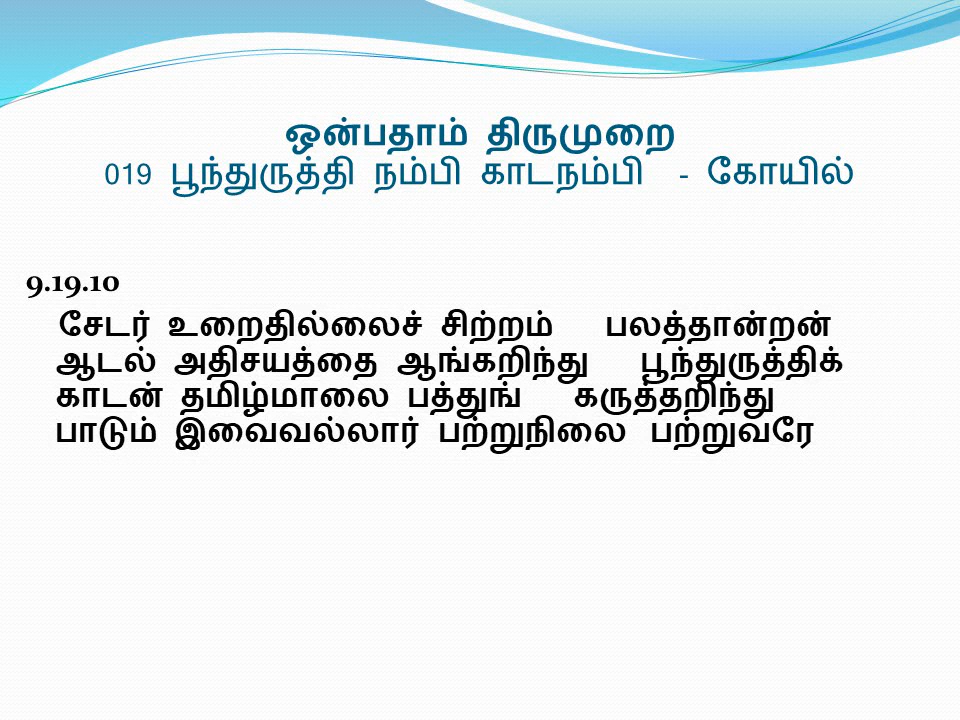 ஒன்பதாம் திருமுறை
019 பூந்துருத்தி நம்பி காடநம்பி - கோயில்
9.19.10
சேடர் உறைதில்லைச் சிற்றம் பலத்தான்றன்
ஆடல் அதிசயத்தை ஆங்கறிந்து பூந்துருத்திக்
காடன் தமிழ்மாலை பத்துங் கருத்தறிந்து
பாடும் இவைவல்லார் பற்றுநிலை பற்றுவரே